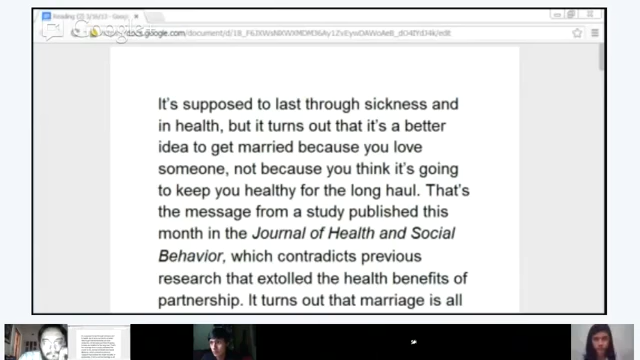 It's supposed to last through sickness and
in health, but it turns out that it's a better
idea to get married because you love
someone, not because you think it's going
to keep you healthy for the long haul. That's
the message from a study published this
month in the Journal of Health and Social
Behavior, which contradicts previous
research that extolled the health benefits of
partnership. It turns out that marriage is all